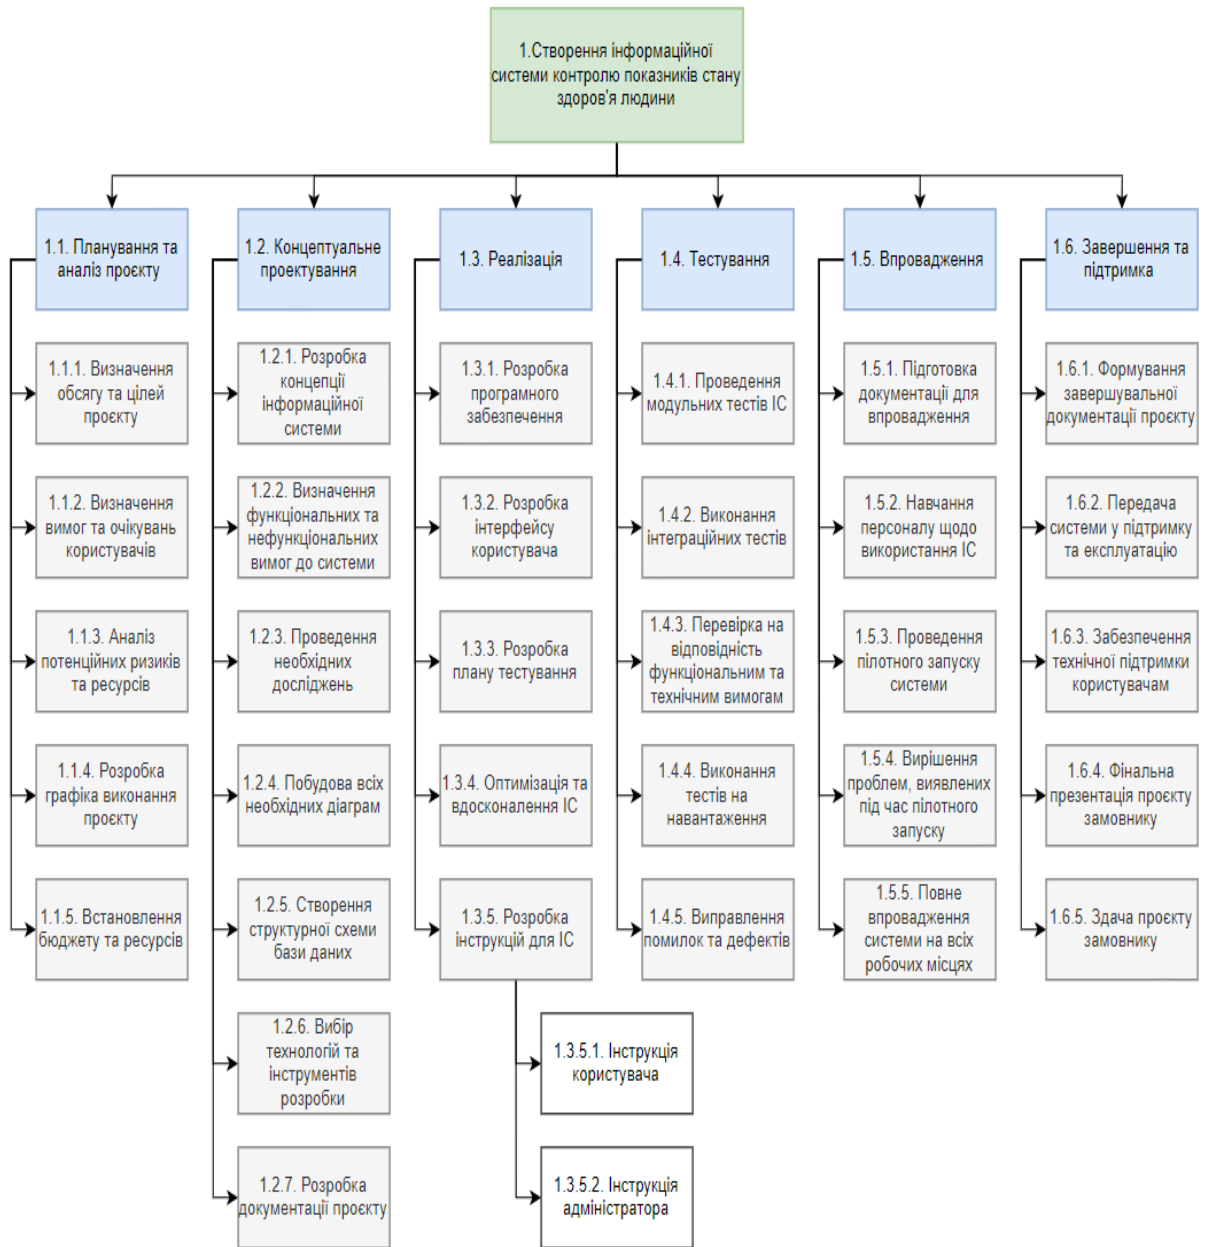 1.Створення інформаційної
системи контролю показників стану
здоров'я людини
1.1. Планування та
аналіз проєкту
1.2. Концептуальне
проектування
1.3. Реалізація
1.4. Тестування
1.5. Впровадження
1.6. Завершення та
підтримка
1.1.1. Визначення
обсягу та цілей
проєкту
1.2.1. Розробка
концепції
інформаційної
системи
1.3.1. Розробка
програмного
забезпечення
1.4.1. Проведення
модульних тестів ІС
1.5.1. Підготовка
документації для
впровадження
1.6.1. Формування
завершувальної
документації проєкту
1.1.2. Визначення
вимог та очікувань
користувачів
1.2.2. Визначення
функціональних та
нефункціональних
вимог до системи
1.3.2. Розробка
інтерфейсу
користувача
1.4.2. Виконання
інтеграційних тестів
1.5.2. Навчання
персоналу щодо
використання ІС
1.6.2. Передача
системи у підтримку
та експлуатацію
1.1.3. Аналіз
потенційних ризиків
та ресурсів
1.2.3. Проведення
необхідних
досліджень
1.3.3. Розробка
плану тестування
1.4.3. Перевірка на
відповідність
функціональним та
технічним вимогам
1.5.3. Проведення
пілотного запуску
системи
1.6.3. Забезпечення
технічної підтримки
користувачам
1.1.4. Розробка
графіка виконання
проєкту
1.2.4. Побудова всіх
необхідних діаграм
1.3.4. Оптимізація та
вдосконалення ІС
1.4.4. Виконання
тестів на
навантаження
1.5.4. Вирішення
проблем, виявлених
під час пілотного
запуску
1.6.4. Фінальна
презентація проєкту
замовнику
1.1.5. Встановлення
бюджету та ресурсів
1.2.5. Створення
структурної схеми
бази даних
1.3.5. Розробка
інструкцій для ІС
1.4.5. Виправлення
помилок та дефектів
1.5.5. Повне
впровадження
системи на всіх
робочих місцях
1.6.5. Здача проєкту
замовнику
1.2.6. Вибір
технологій та
інструментів
розробки
1.3.5.1. Інструкція
користувача
1.2.7. Розробка
документації проєкту
1.3.5.2. Інструкція
адміністратора